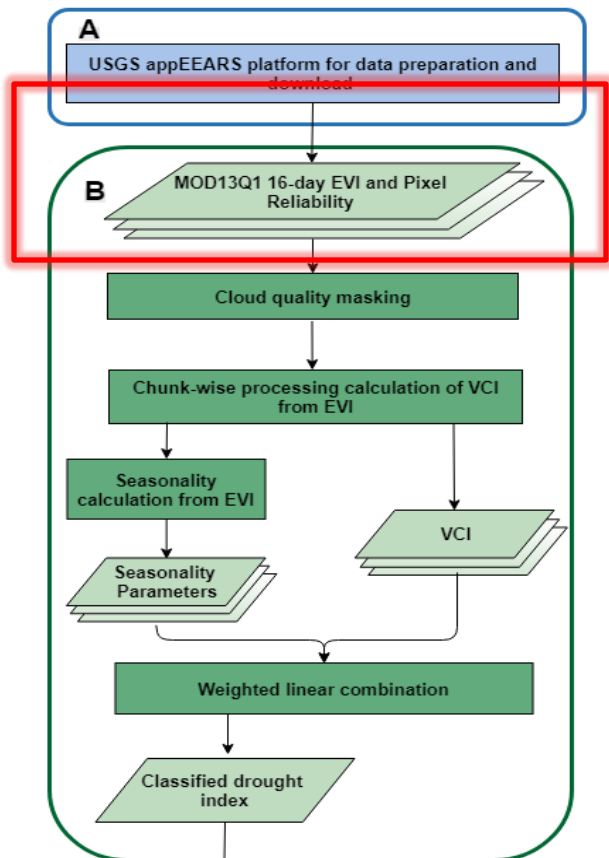 A
USGS appEEARS platform for data preparation and
download
B
MOD13Q1 16-day EVI and Pixel
Reliability
Cloud quality masking
Chunk-wise processing calculation of VCI
from EVI
Seasonality
calculation from EVI
VCI
Seasonality
Parameters
Weighted linear combination
Classified drought
index